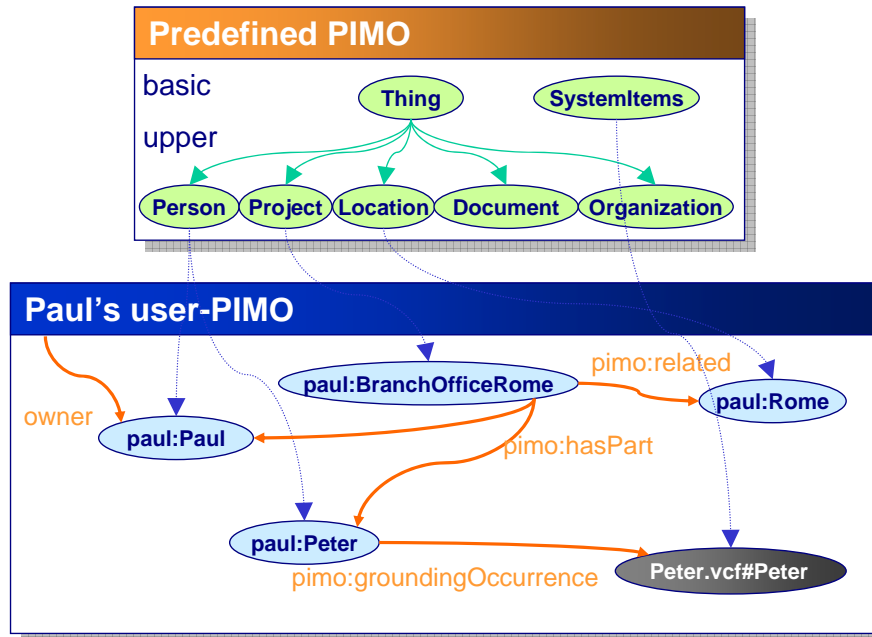 Predefined PIMO
basic
Thing
SystemItems
upper
Person
Project
Location
Document
Organization
Paul's user-PIMO
pimo:related
paul:BranchOfficeRome
paul:Rome
owner
paul:Paul
pimo:hasPart
paul:Peter
Peter.vcf#Peter
pimo:groundingOccurrence